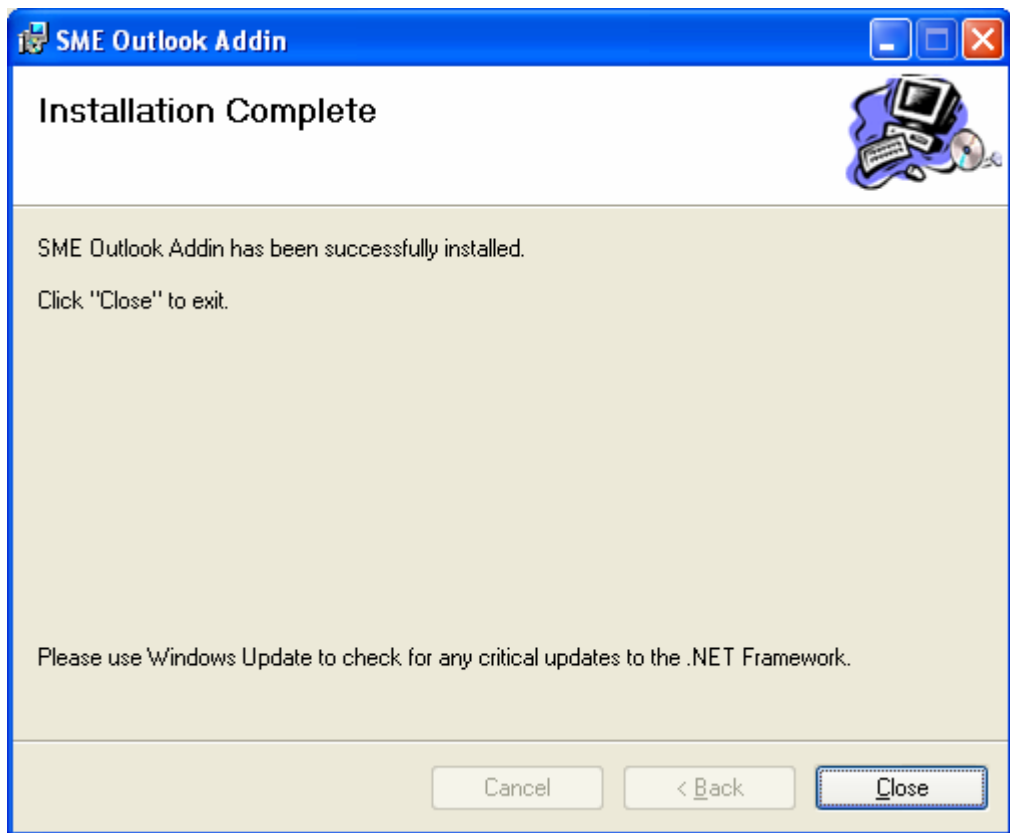 SME Outlook Addin
Installation Complete
SME Outlook Addin has been successfully installed.
Click "Close" to exit.
Please use Windows Update to check for any critical updates to the .NET Framework.
Cancel
< Back
Close